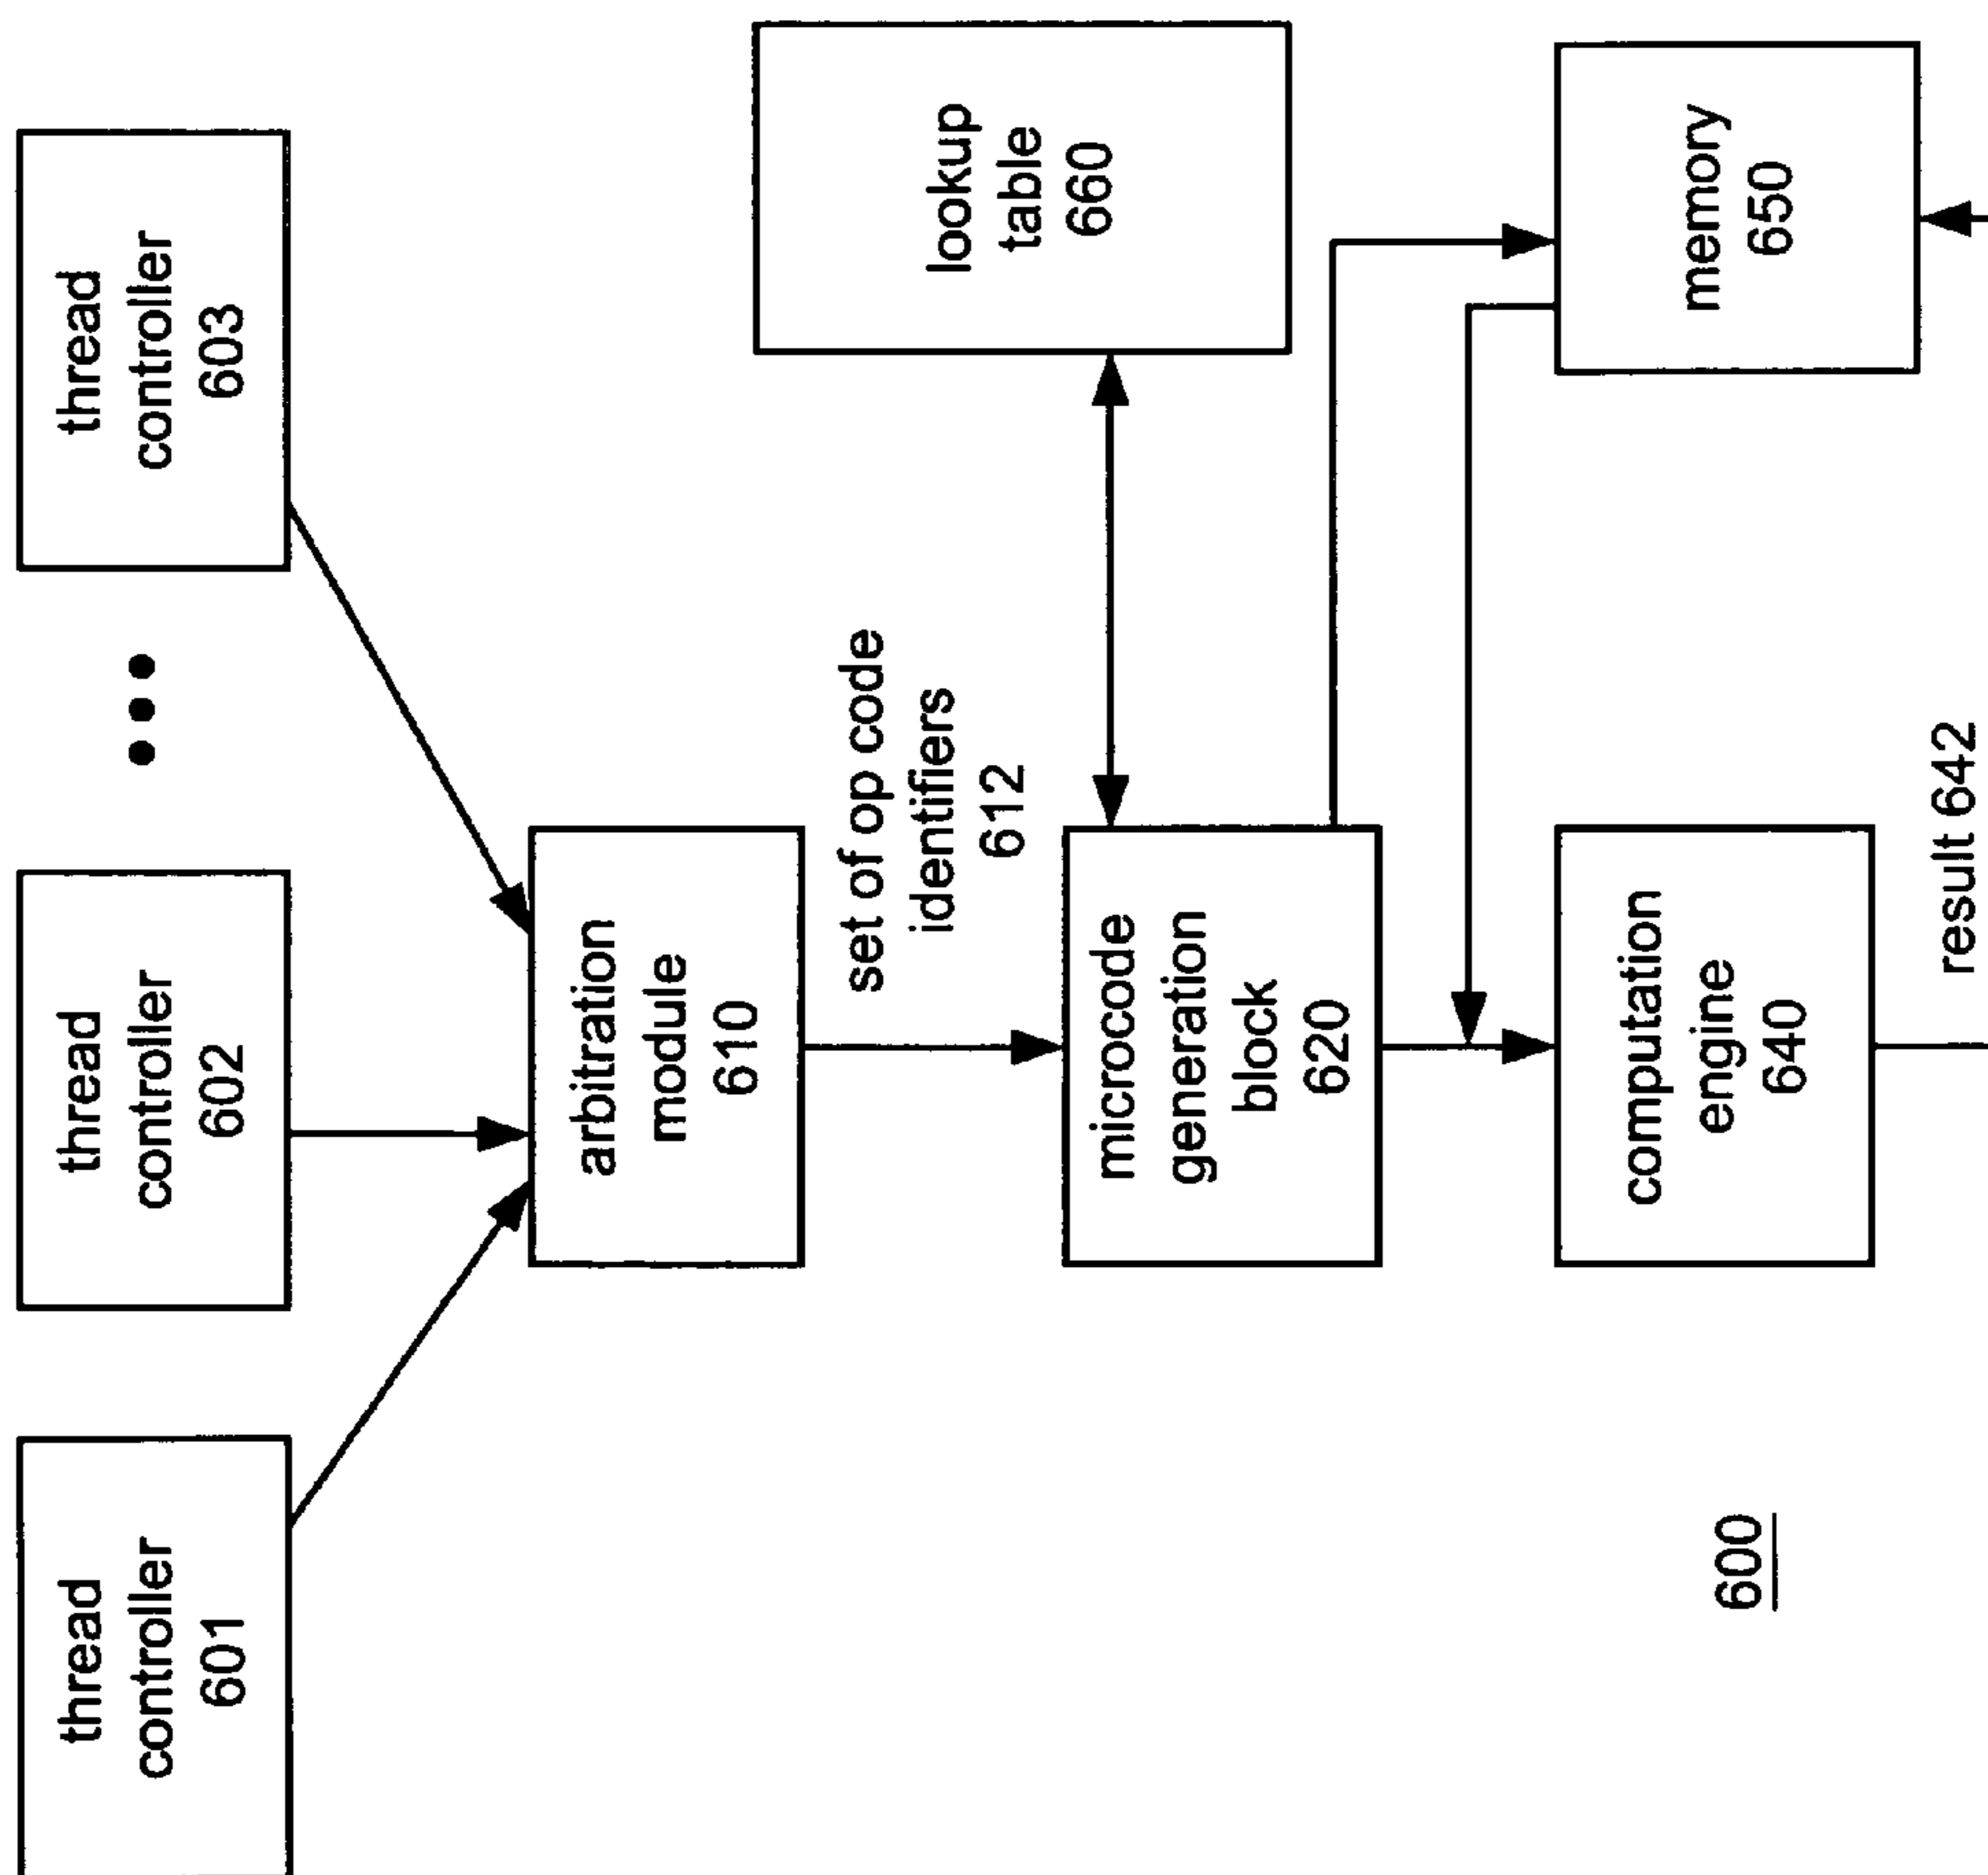 thread
controller
601
thread
controller
602
thread
controller
603
arbitration
module
610
set of op code
identifiers
612
lookup
table
660
microcode
generation
block
620
computation
engine
640
memory
650
result 642
600